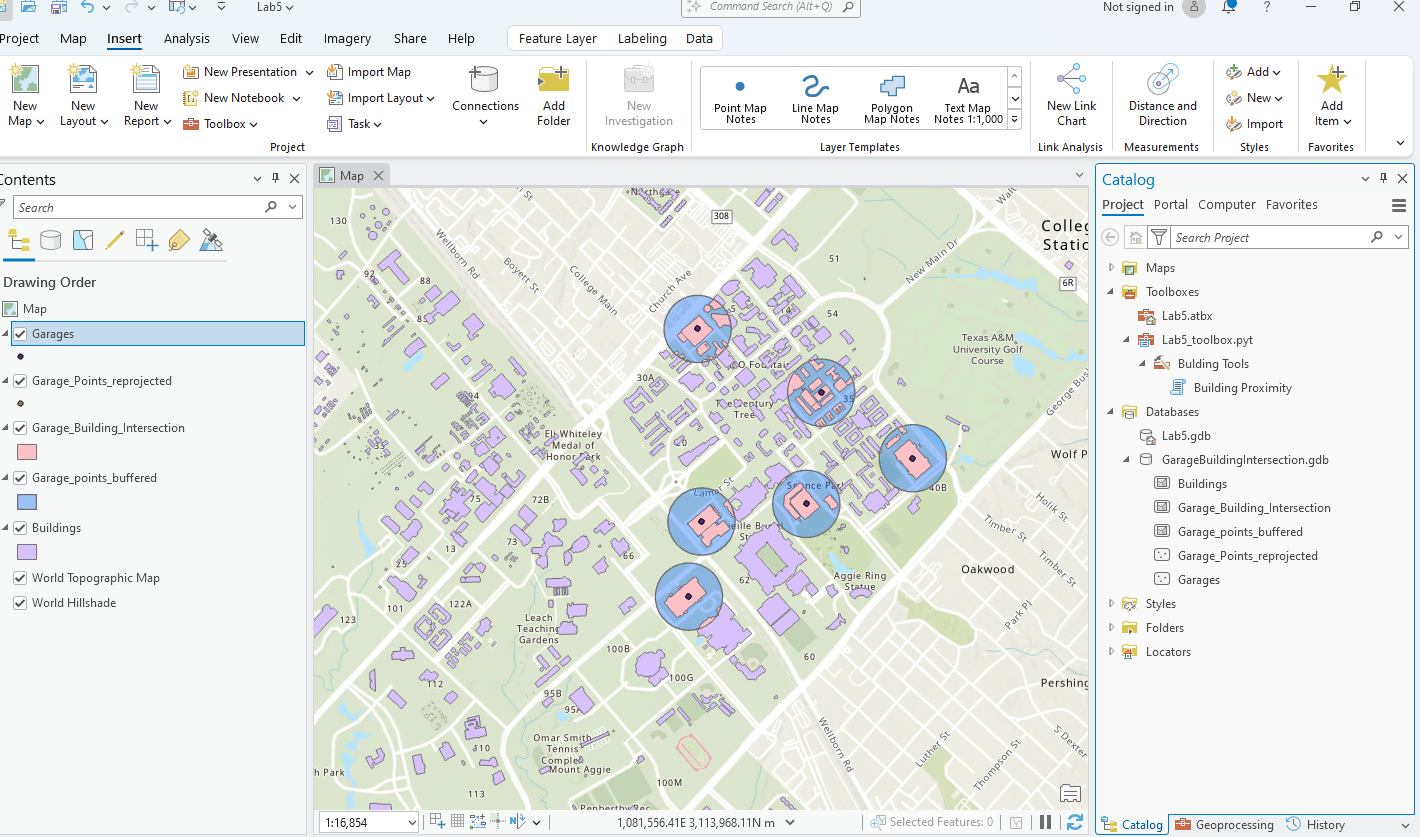 Lab5
Command Search (Alt+Q)
Not signed in
?
Project Map Insert Analysis View Edit Imagery Share Help Feature Layer Labeling Data
New Map
New Layout
New Report
New Presentation
New Notebook
Toolbox
Import Map
Import Layout
Task
Connections
Add Folder
Project
New Investigation
Knowledge Graph
Point Map Notes
Line Map Notes
Polygon Map Notes
Aa
Text Map Notes 1:1,000
Layer Templates
New Link Chart
Link Analysis
Distance and Direction
Measurements
Add
New
Import
Styles
Add Item
Favorites
Contents
Search
Drawing Order
Map
Garages
Garage_Points_reprojected
Garage_Building_Intersection
Garage_points_buffered
Buildings
World Topographic Map
World Hillshade
Map
Northgate
130
308
Wellborn Rd
Boyett St
College Main
Church Ave
51
New Main Dr
College Station
6R
92
88
54
14
Texas A&M
University Golf
Course
George Bus
30A
The Century
Tree
35
94
33
Eli Whiteley
Medal of
Honor Park
20
Wolf P
Spence Park
40B
Holik St
75
72B
73
13
66
25
62
Timber St
Timber St
Aggie Ring
Statue
Oakwood
101
122A
123
Leach
Teaching
Gardens
Park Pl
100B
60
112
100G
95B
95A
Pershing
Omar Smith
Tennis
Complex
Mount Aggie
110
h Park
113
100M
Penberthy Rec
Wellborn Rd
Luther St
Thompson St
S Dexter
1:16,854
1,081,556.41E 3,113,968.11N m
Selected Features: 0
Catalog
Project Portal Computer Favorites
Search Project
Maps
Toolboxes
Lab5.atbx
Lab5_toolbox.pyt
Bulding Tools
Building Proximity
Databases
Lab5.gdb
GarageBuildingIntersection.gdb
Buildings
Garage_Building_Intersection
Garage_points_buffered
Garage_Points_reprojected
Garages
Styles
Folders
Locators
Catalog Geoprocessing History